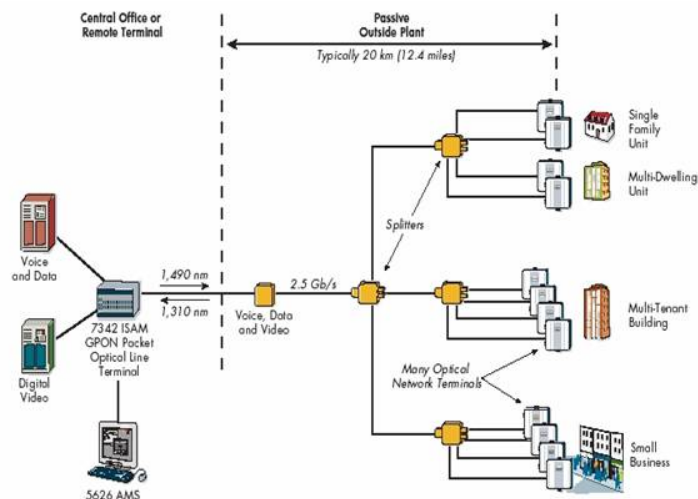 Central Office or
Remote Terminal
Passive
Outside Plant
Typically 20 km (12.4 miles)
Single
Family
Unit
Multi-Dwelling
Unit
Splitters
Voice
and Data
1,490 nm
2.5 Gb/s
1,310 nm
Voice, Data
and Video
Multi-Tenant
Building
7342 ISAM
GPON Packet
Optical Line
Terminal
Digital
Video
Many Optical
Network Terminals
Small
Business
5626 AMS